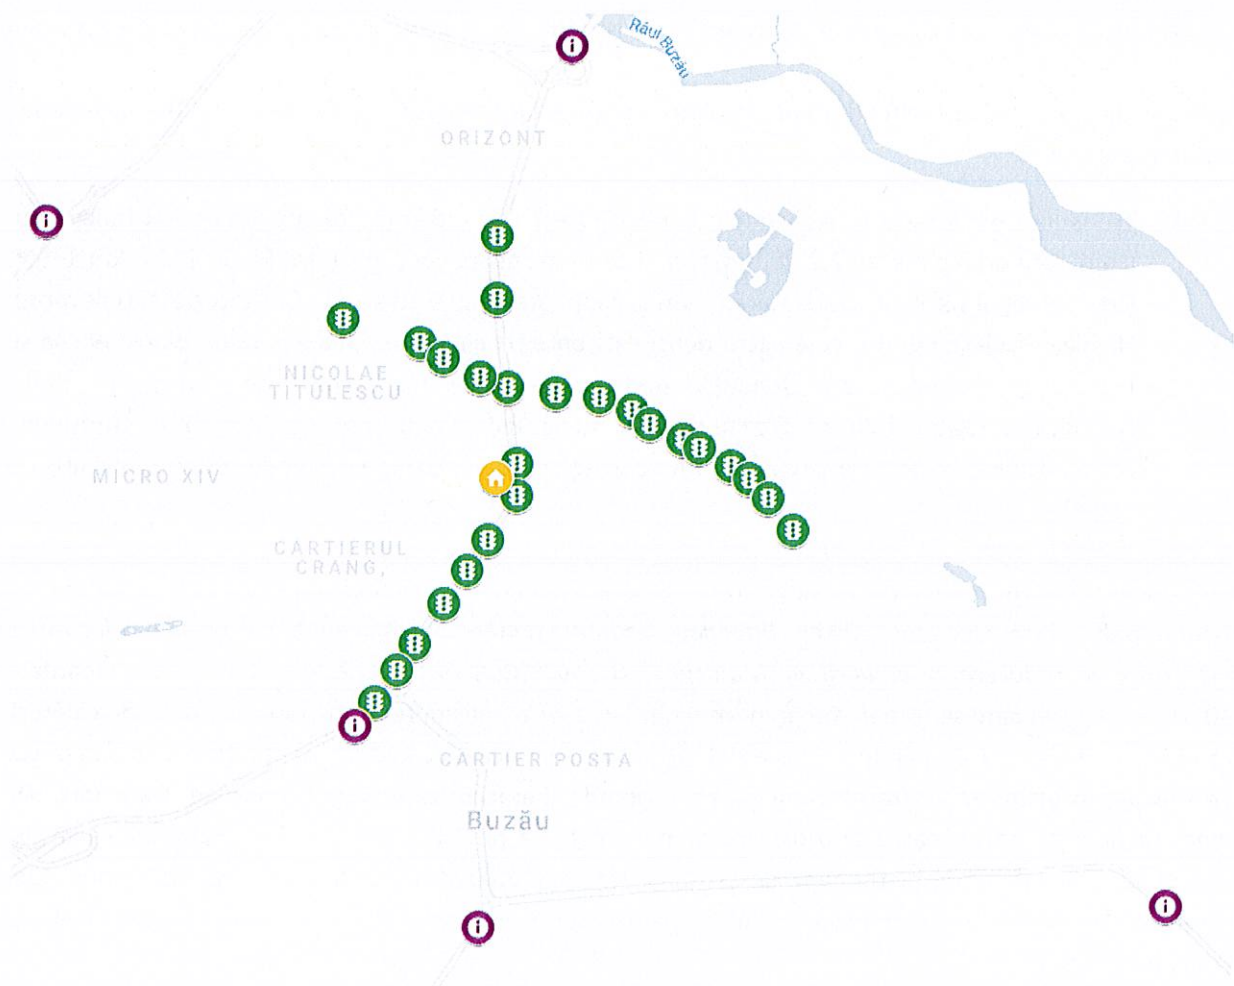 Râul Buzău
ORIZONT
NICOLAE
TITULESCU
MICRO XIV
CARTIERUL
CRANG,
CARTIER POSTA
Buzău